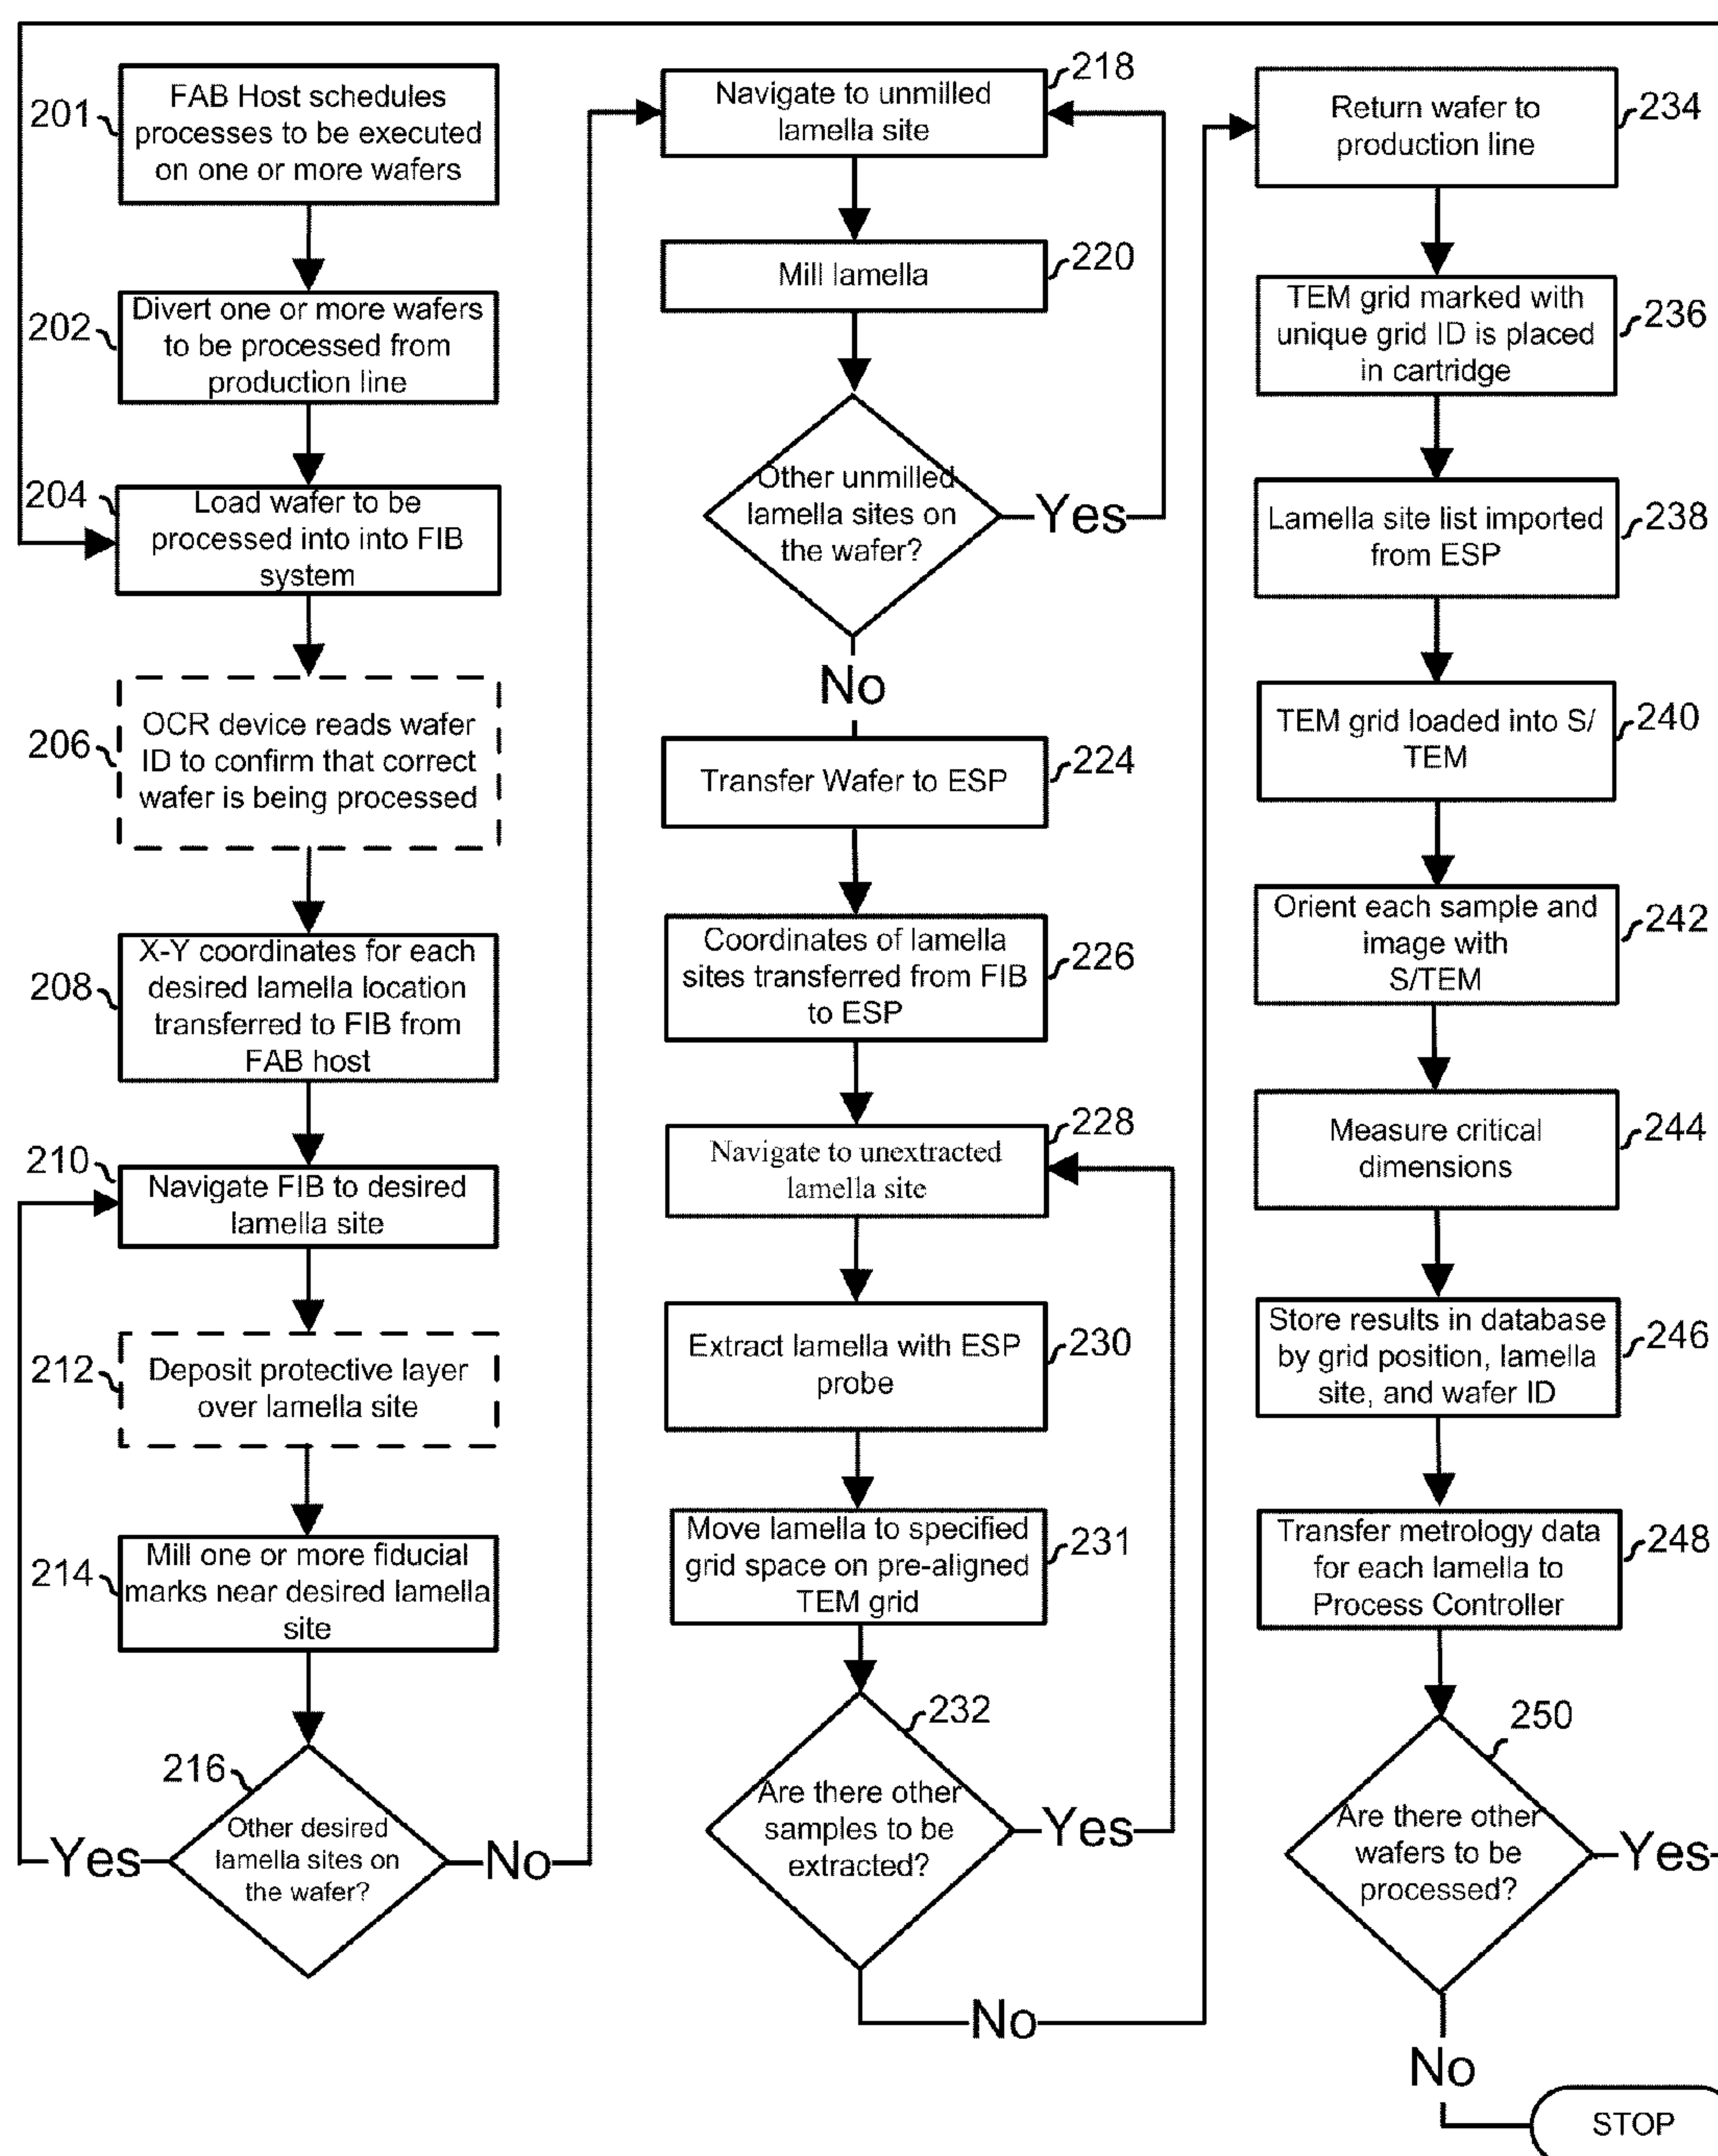 201
FAB Host schedules
processes to be executed
on one or more wafers
202
Divert one or more wafers
to be processed from
production line
204
Load wafer to be
processed into into FIB
system
206
OCR device reads wafer
ID to confirm that correct
wafer is being processed
208
X-Y coordinates for each
desired lamella location
transferred to FIB from
FAB host
210
Navigate FIB to desired
lamella site
212
Deposit protective layer
over lamella site
214
Mill one or more fiducial
marks near desired lamella
site
216
Other desired
lamella sites on
the wafer?
Yes
No
218
Navigate to unmilled
lamella site
220
Mill lamella
Other unmilled
lamella sites on
the wafer?
Yes
No
224
Transfer Wafer to ESP
226
Coordinates of lamella
sites transferred from FIB
to ESP
228
Navigate to unextracted
lamella site
230
Extract lamella with ESP
probe
231
Move lamella to specified
grid space on pre-aligned
TEM grid
232
Are there other
samples to be
extracted?
Yes
No
234
Return wafer to
production line
236
TEM grid marked with
unique grid ID is placed
in cartridge
238
Lamella site list imported
from ESP
240
TEM grid loaded into S/
TEM
242
Orient each sample and
image with
S/TEM
244
Measure critical
dimensions
246
Store results in database
by grid position, lamella
site, and wafer ID
248
Transfer metrology data
for each lamella to
Process Controller
250
Are there other
wafers to be
processed?
Yes
No
STOP